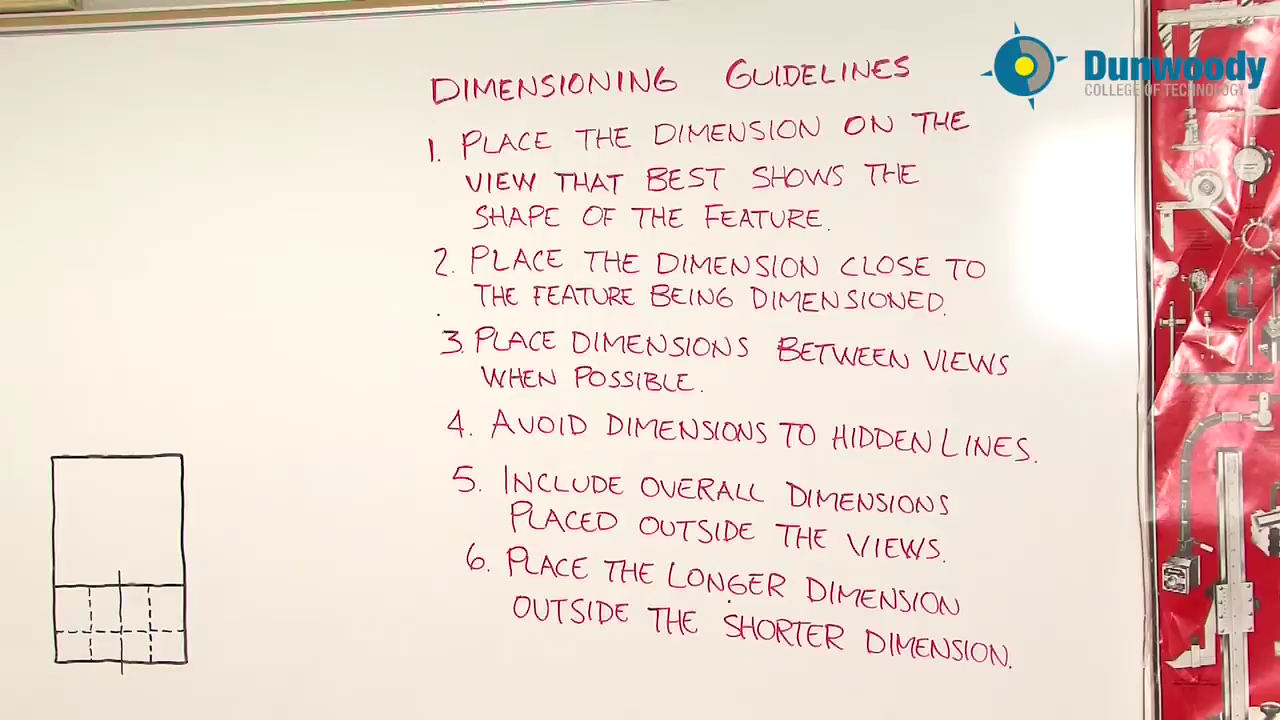 DIMENSIONING GUIDELINES
1. PLACE THE DIMENSION ON THE
VIEW THAT BEST SHOWS THE
SHAPE OF THE FEATURE.
2. PLACE THE DIMENSION CLOSE TO
THE FEATURE BEING DIMENSIONED.
3. PLACE DIMENSIONS BETWEEN VIEWS
WHEN POSSIBLE.
4. AVOID DIMENSIONS TO HIDDEN LINES.
5. INCLUDE OVERALL DIMENSIONS
PLACED OUTSIDE THE VIEWS.
6. PLACE THE LONGER DIMENSION
OUTSIDE THE SHORTER DIMENSION.
Dunwoody
COLLEGE OF TECHNOLOGY